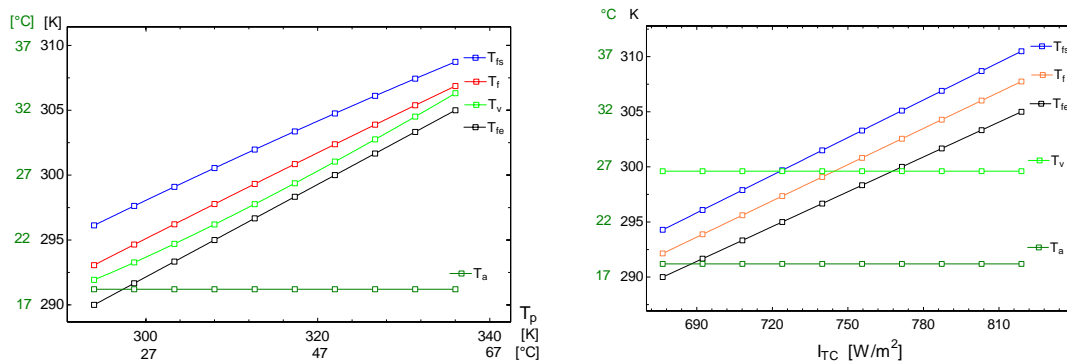 [°C] [K]
37 310
32 305
27 300
22 295
17 290
T_fs
T_f
T_v
T_fe
T_a
300 320 340
27 47 67
T_p
[K]
[°C]
°C K
37 310
32 305
27 300
22 295
17 290
T_fs
T_f
T_fe
T_v
T_a
690 720 750 780 810
I_TC [W/m²]